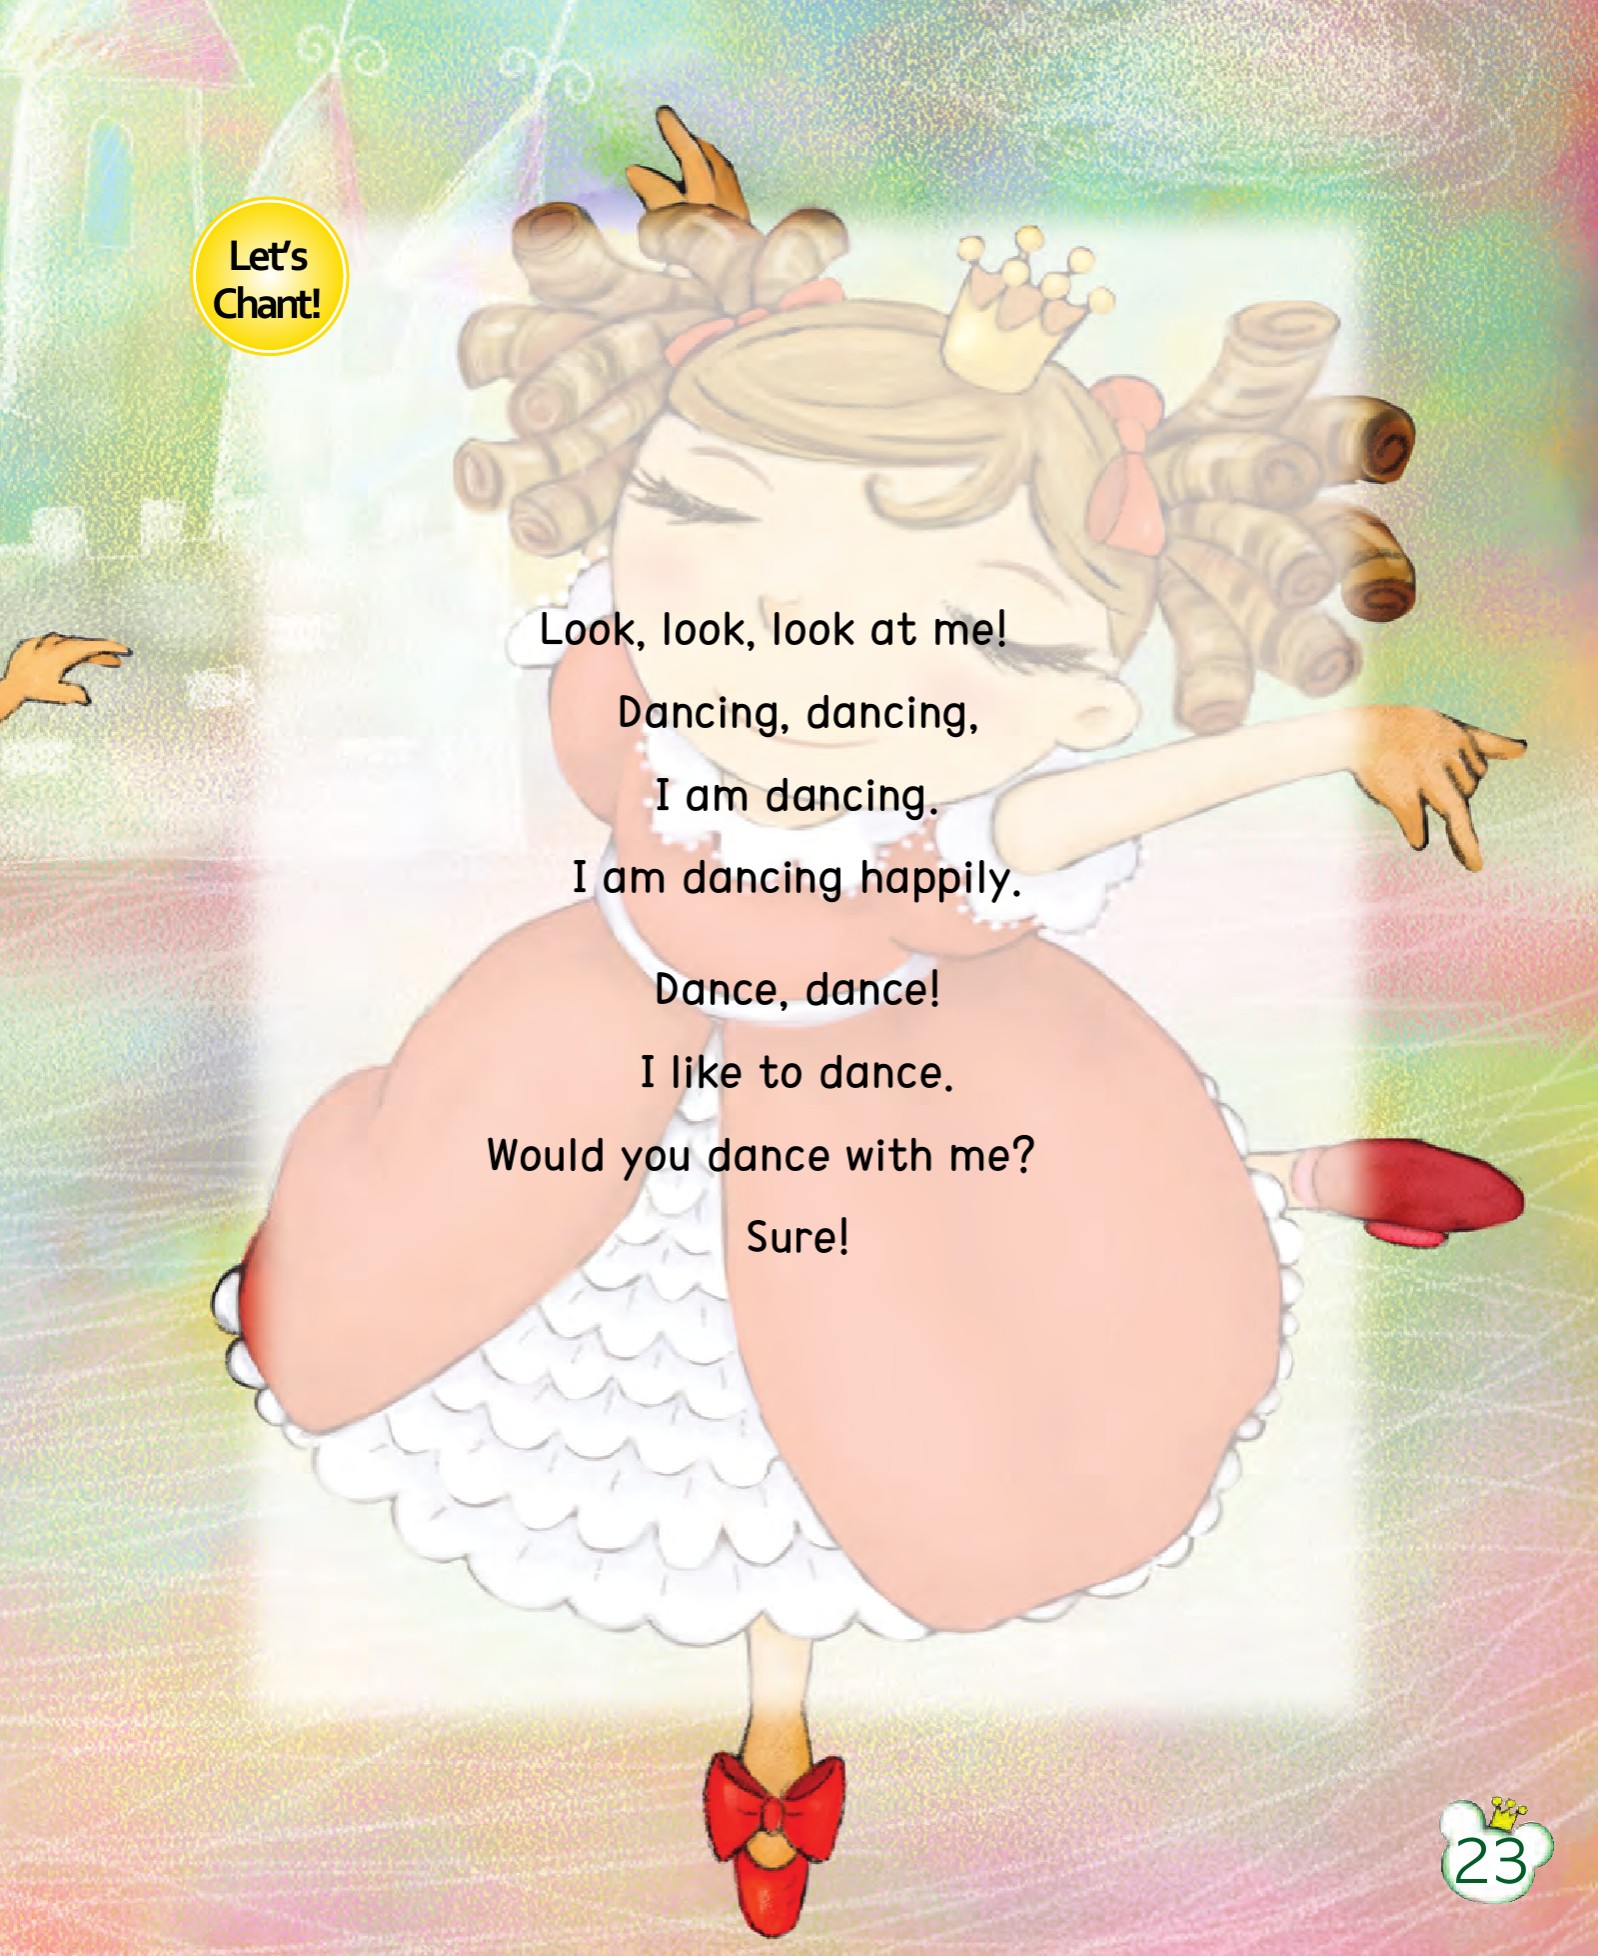 Let's
Chant!
Look, look, look at me!
Dancing, dancing,
I am dancing.
I am dancing happily.
Dance, dance!
I like to dance.
Would you dance with me?
Sure!
23